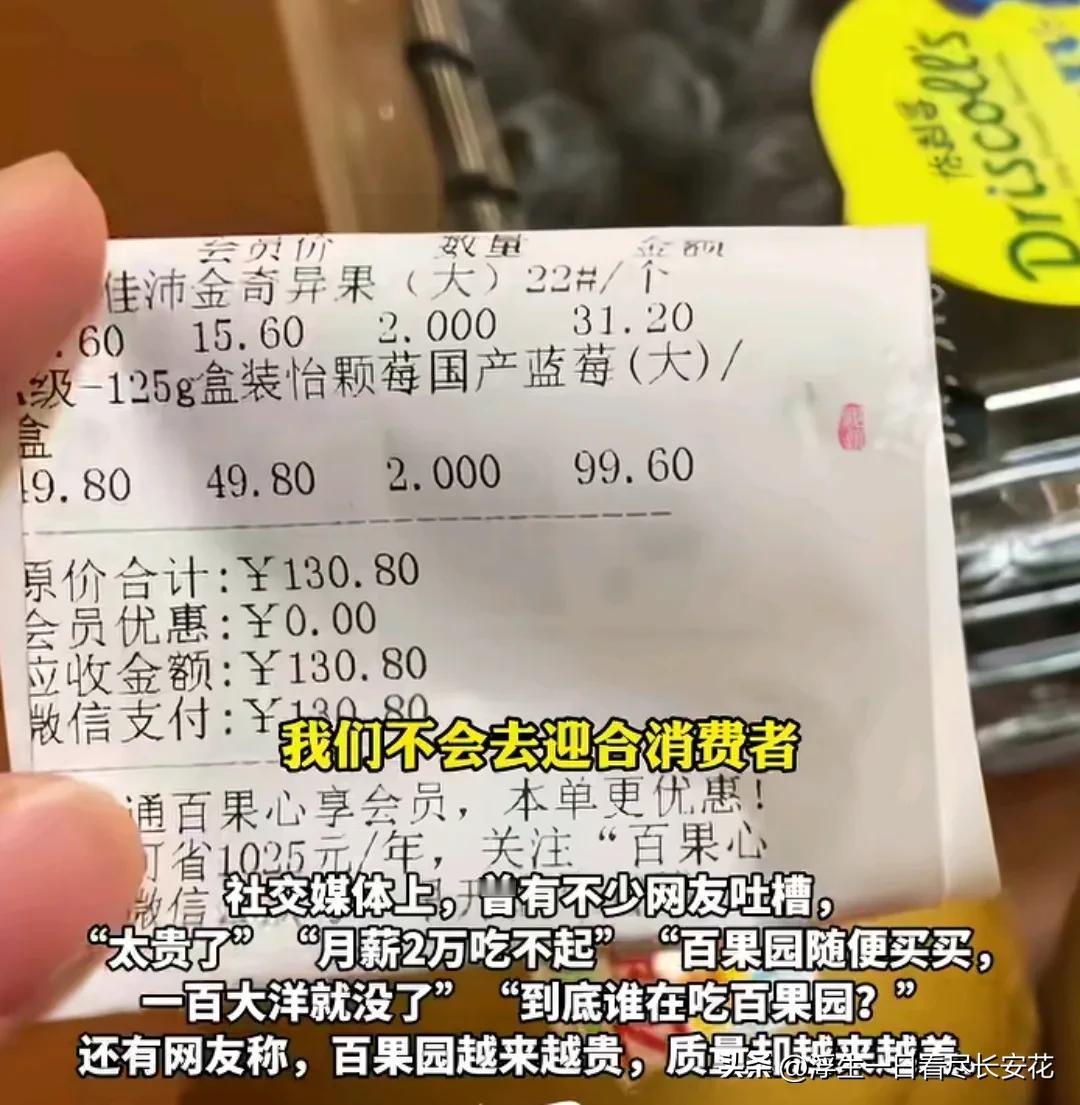 会员价 数量 金额
佳沛金奇异果（大）22#/个
.60 15.60 2.000 31.20
级-125g盒装怡颗莓国产蓝莓(大)/
盒
49.80 49.80 2.000 99.60
原价合计:¥130.80
会员优惠:¥0.00
应收金额:¥130.80
微信支付:¥130.80
我们不会去迎合消费者
通百果心享会员，本单更优惠!
可省1025元/年，关注“百果心
微信
社交媒体上，曾有不少网友吐槽，
“太贵了”“月薪2万吃不起”“百果园随便买买，
一百大洋就没了”“到底谁在吃百果园？”
还有网友称，百果园越来越贵，质量却越来越差
头条 @浮生一日看尽长安花
Driscoll's
怡颗莓